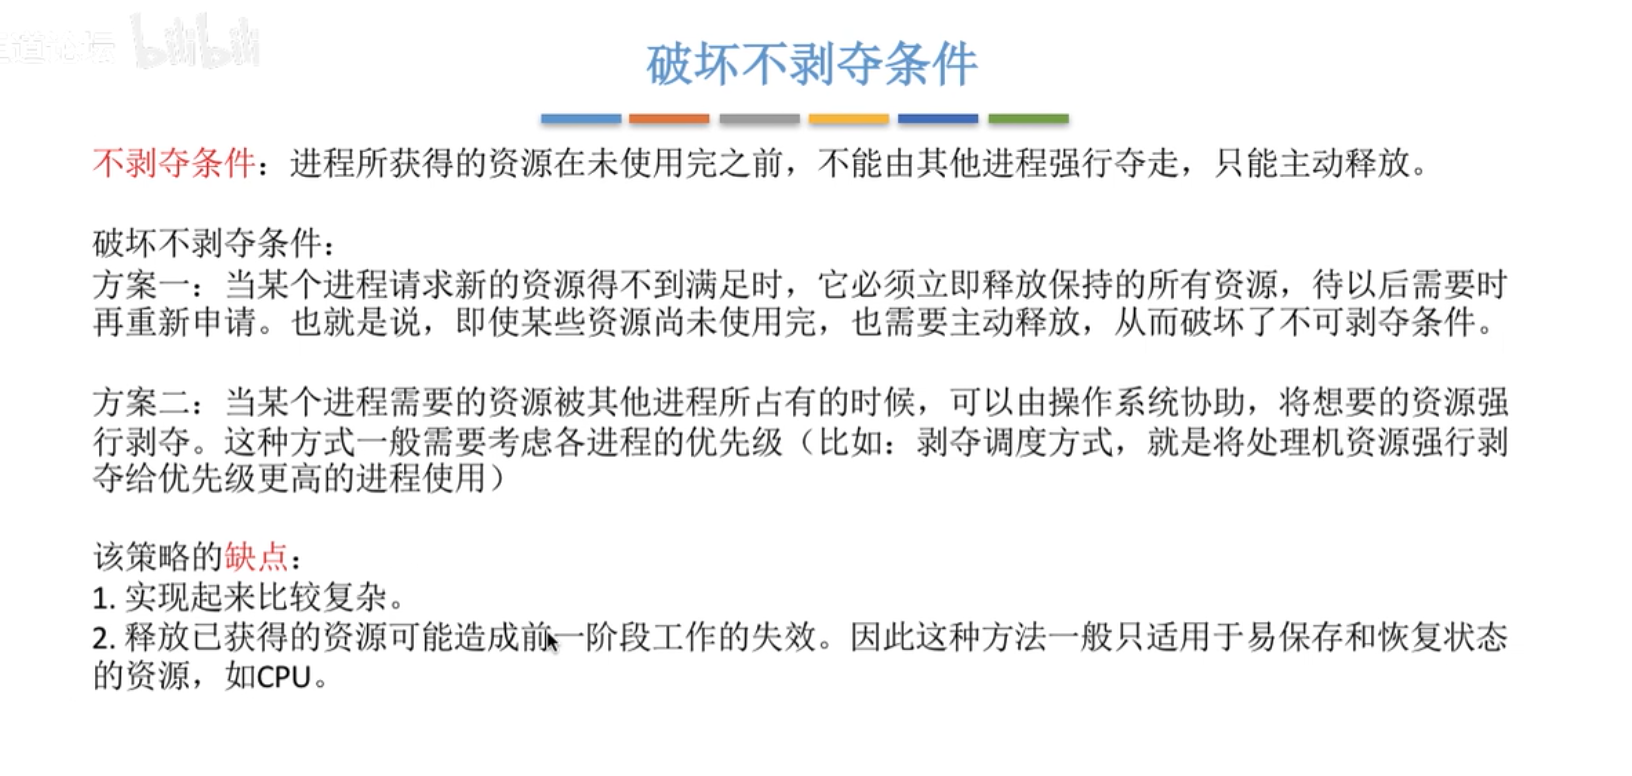 道论坛 bilibili
破坏不剥夺条件
不剥夺条件：进程所获得的资源在未使用完之前，不能由其他进程强行夺走，只能主动释放。
破坏不剥夺条件：
方案一：当某个进程请求新的资源得不到满足时，它必须立即释放保持的所有资源，待以后需要时
再重新申请。也就是说，即使某些资源尚未使用完，也需要主动释放，从而破坏了不可剥夺条件。
方案二：当某个进程需要的资源被其他进程所占有的时候，可以由操作系统协助，将想要的资源强
行剥夺。这种方式一般需要考虑各进程的优先级（比如：剥夺调度方式，就是将处理机资源强行剥
夺给优先级更高的进程使用）
该策略的缺点：
1. 实现起来比较复杂。
2. 释放已获得的资源可能造成前一阶段工作的失效。因此这种方法一般只适用于易保存和恢复状态
的资源，如CPU。